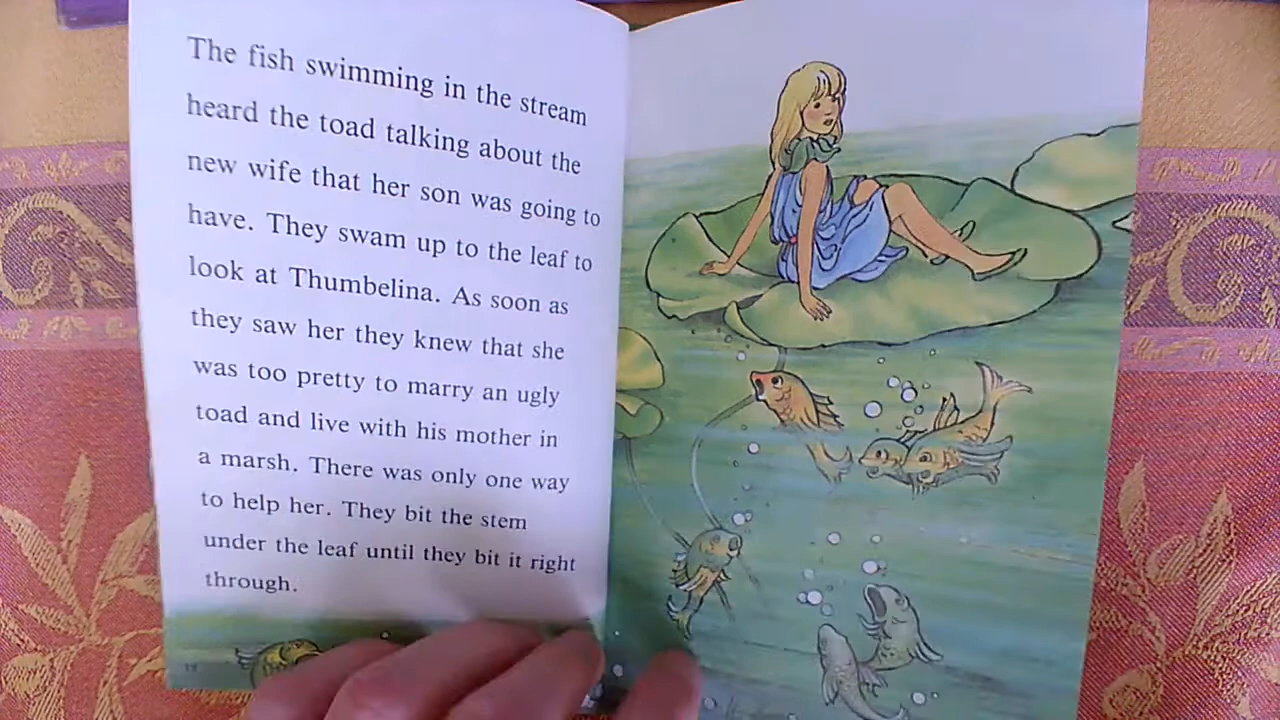 The fish swimming in the stream
heard the toad talking about the
new wife that her son was going to
have. They swam up to the leaf to
look at Thumbelina. As soon as
they saw her they knew that she
was too pretty to marry an ugly
toad and live with his mother in
a marsh. There was only one way
to help her. They bit the stem
under the leaf until they bit it right
through.